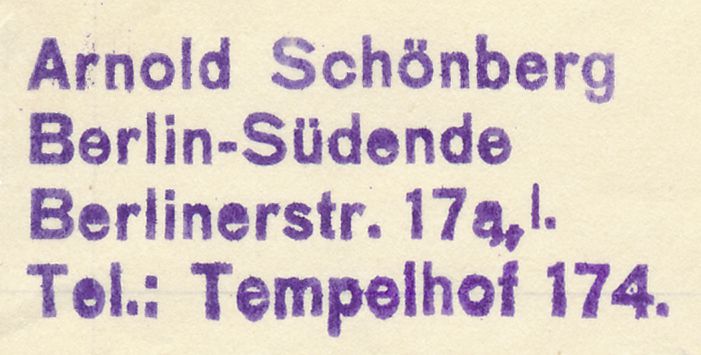 Arnold Schönberg
Berlin-Südende
Berlinerstr. 17a,, I.
Tel.: Tempelhof 174.